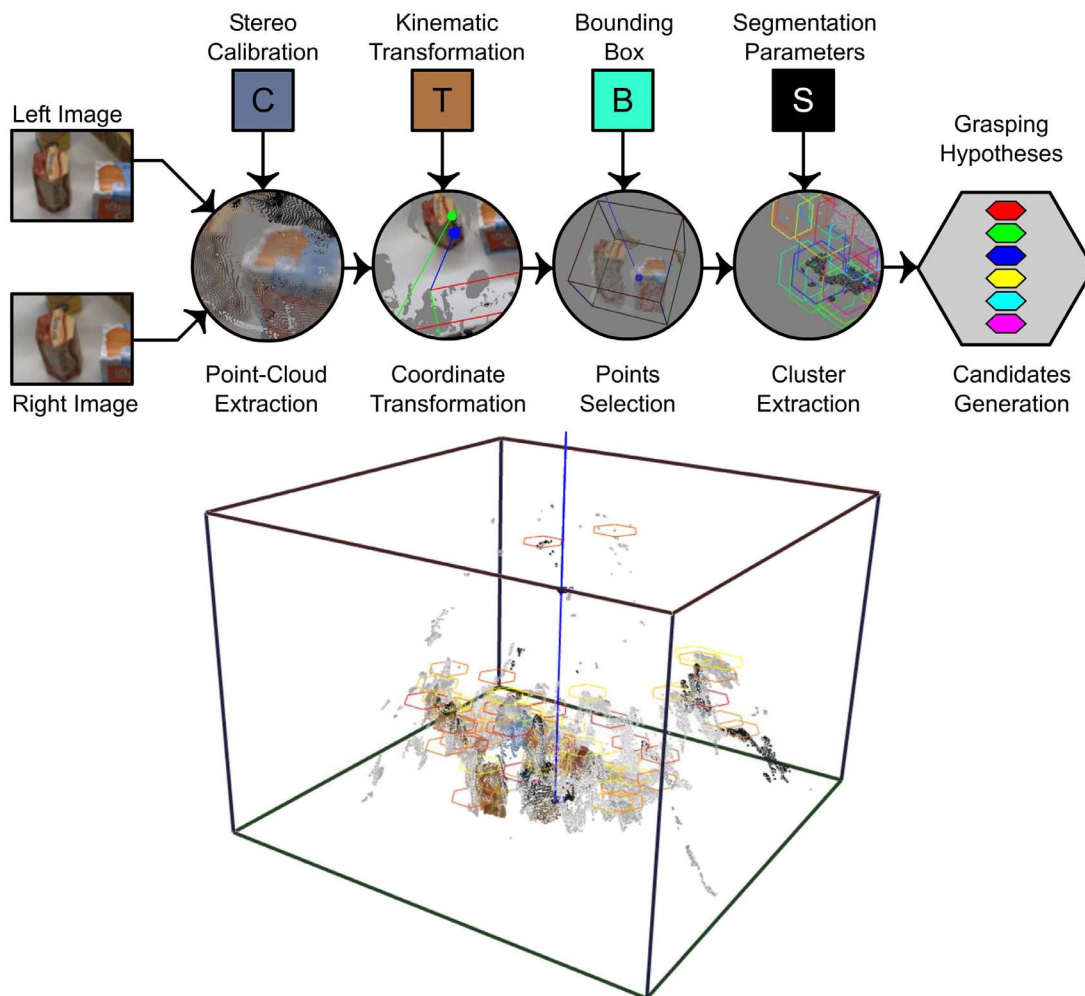 Stereo
Calibration
Kinematic
Transformation
Bounding
Box
Segmentation
Parameters
C
T
B
S
Left Image
Grasping
Hypotheses
Right Image
Point-Cloud
Extraction
Coordinate
Transformation
Points
Selection
Cluster
Extraction
Candidates
Generation